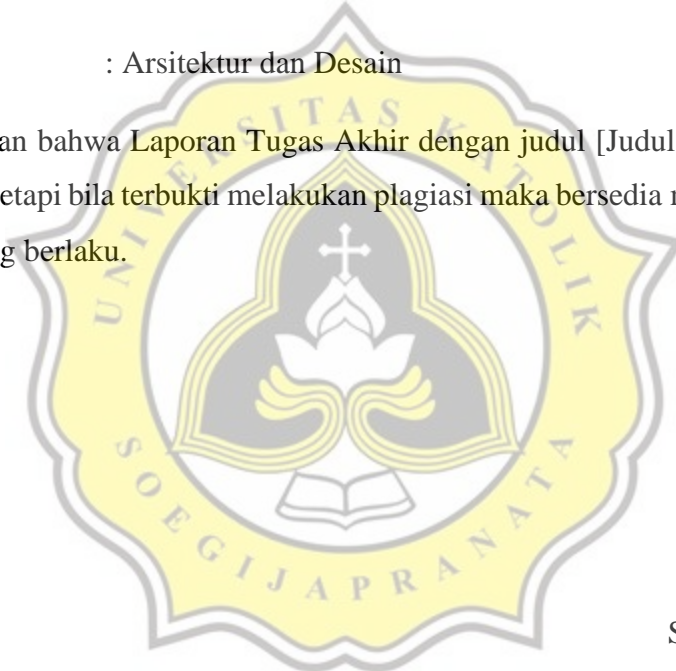 : Arsitektur dan Desain
an bahwa Laporan Tugas Akhir dengan judul [Judul
etapi bila terbukti melakukan plagiasi maka bersedia
g berlaku.
UNIVERSITAS KATOLIK
SOEGIJAPRANATA
S